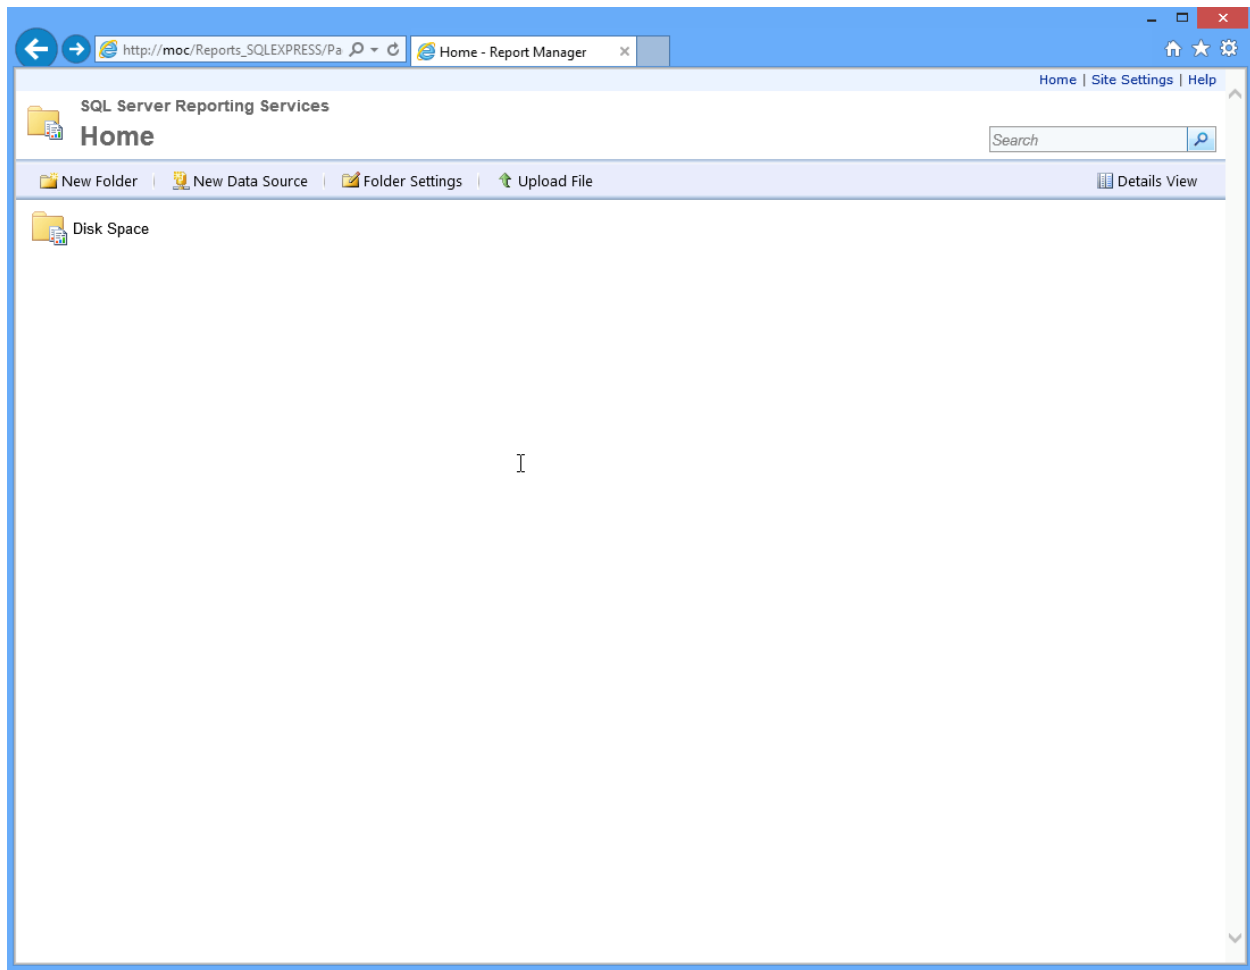 http://moc/Reports_SQLEXPRESS/Pa
Home - Report Manager
Home | Site Settings | Help
SQL Server Reporting Services
Home
Search
New Folder | New Data Source | Folder Settings | Upload File
Details View
Disk Space